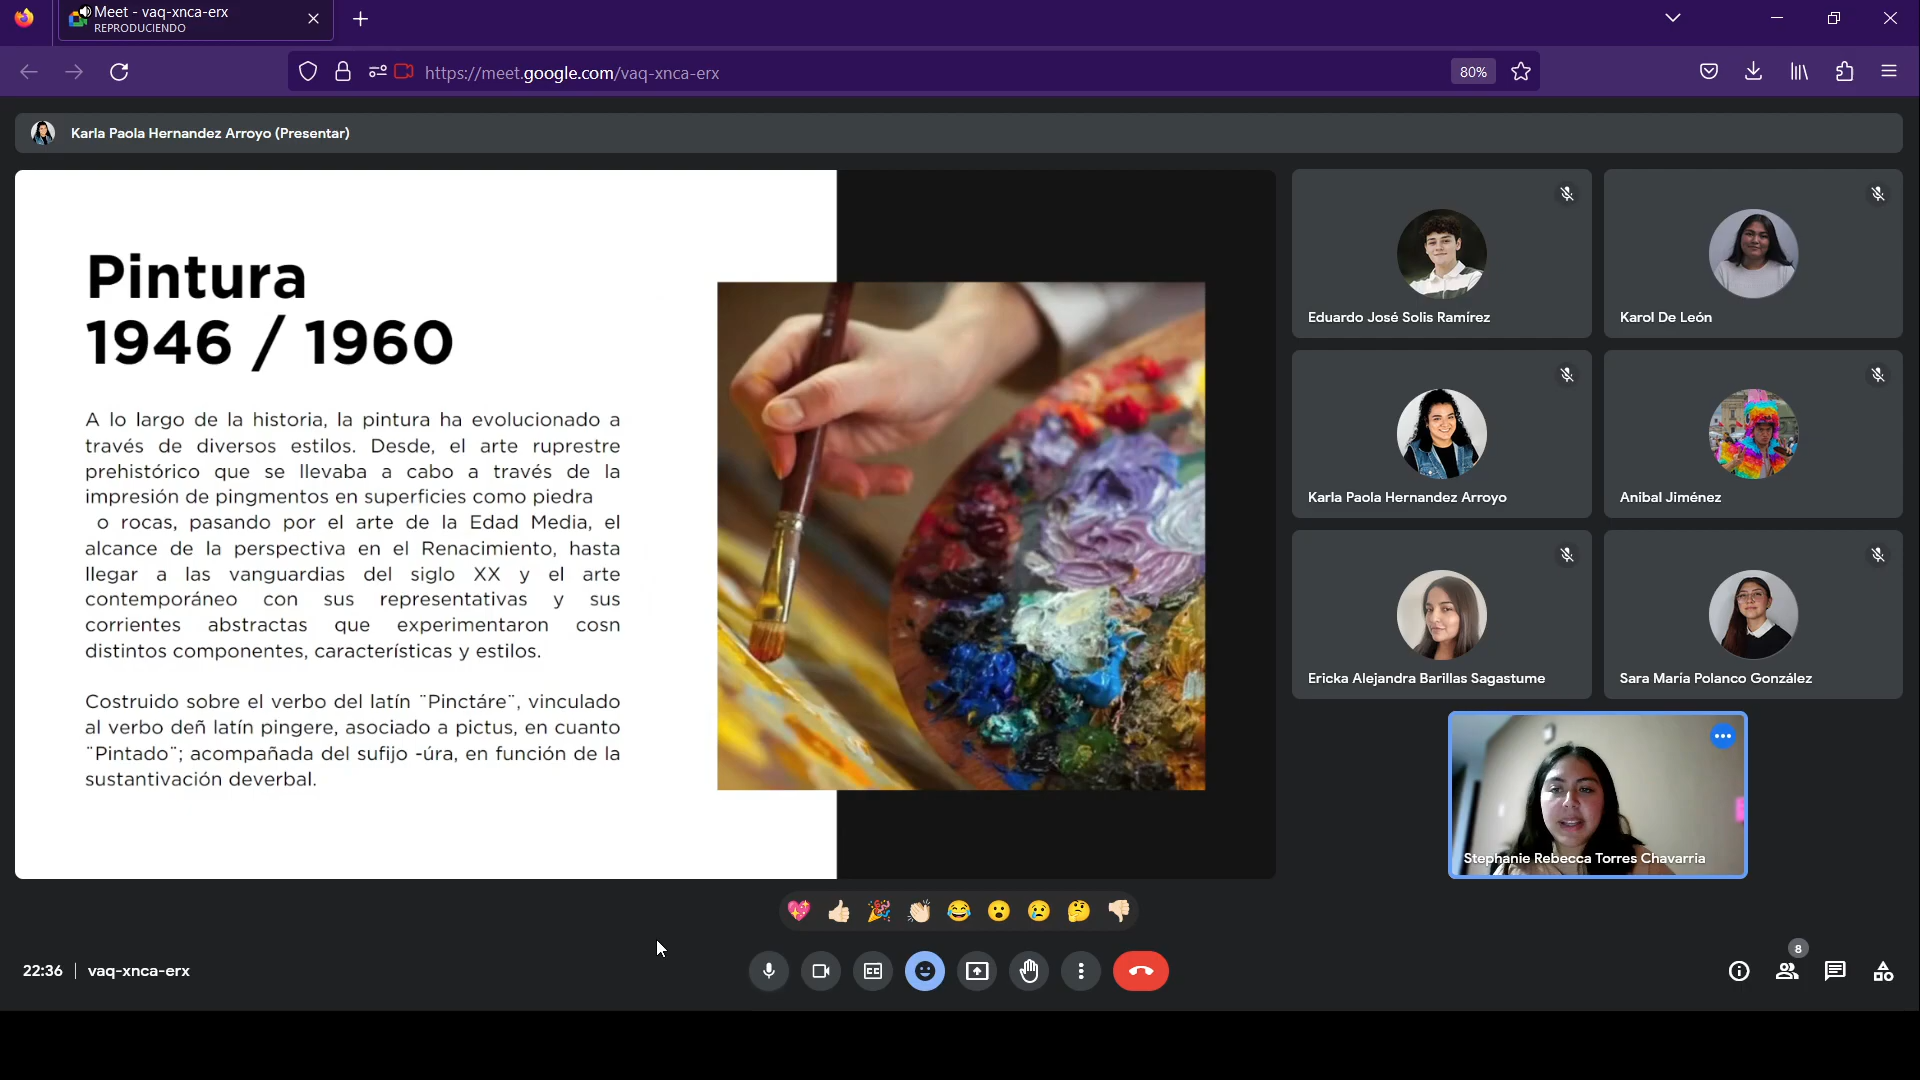 Meet - vaq-xnca-erx
REPRODUCIENDO
https://meet.google.com/vaq-xnca-erx
80%
Karla Paola Hernandez Arroyo (Presentar)
Pintura
1946 / 1960
A lo largo de la historia, la pintura ha evolucionado a
través de diversos estilos. Desde, el arte ruprestre
prehistórico que se llevaba a cabo a través de la
impresión de pingmentos en superficies como piedra
o rocas, pasando por el arte de la Edad Media, el
alcance de la perspectiva en el Renacimiento, hasta
llegar a las vanguardias del siglo XX y el arte
contemporáneo con sus representativas y sus
corrientes abstractas que experimentaron cosn
distintos componentes, características y estilos.
Costruido sobre el verbo del latín ¨Pinctáre¨, vinculado
al verbo deñ latín pingere, asociado a pictus, en cuanto
¨Pintado¨; acompañada del sufijo -úra, en función de la
sustantivación deverbal.
Eduardo José Solis Ramírez
Karol De León
Karla Paola Hernandez Arroyo
Anibal Jiménez
Ericka Alejandra Barillas Sagastume
Sara María Polanco González
Stephanie Rebecca Torres Chavarria
22:36 | vaq-xnca-erx
8